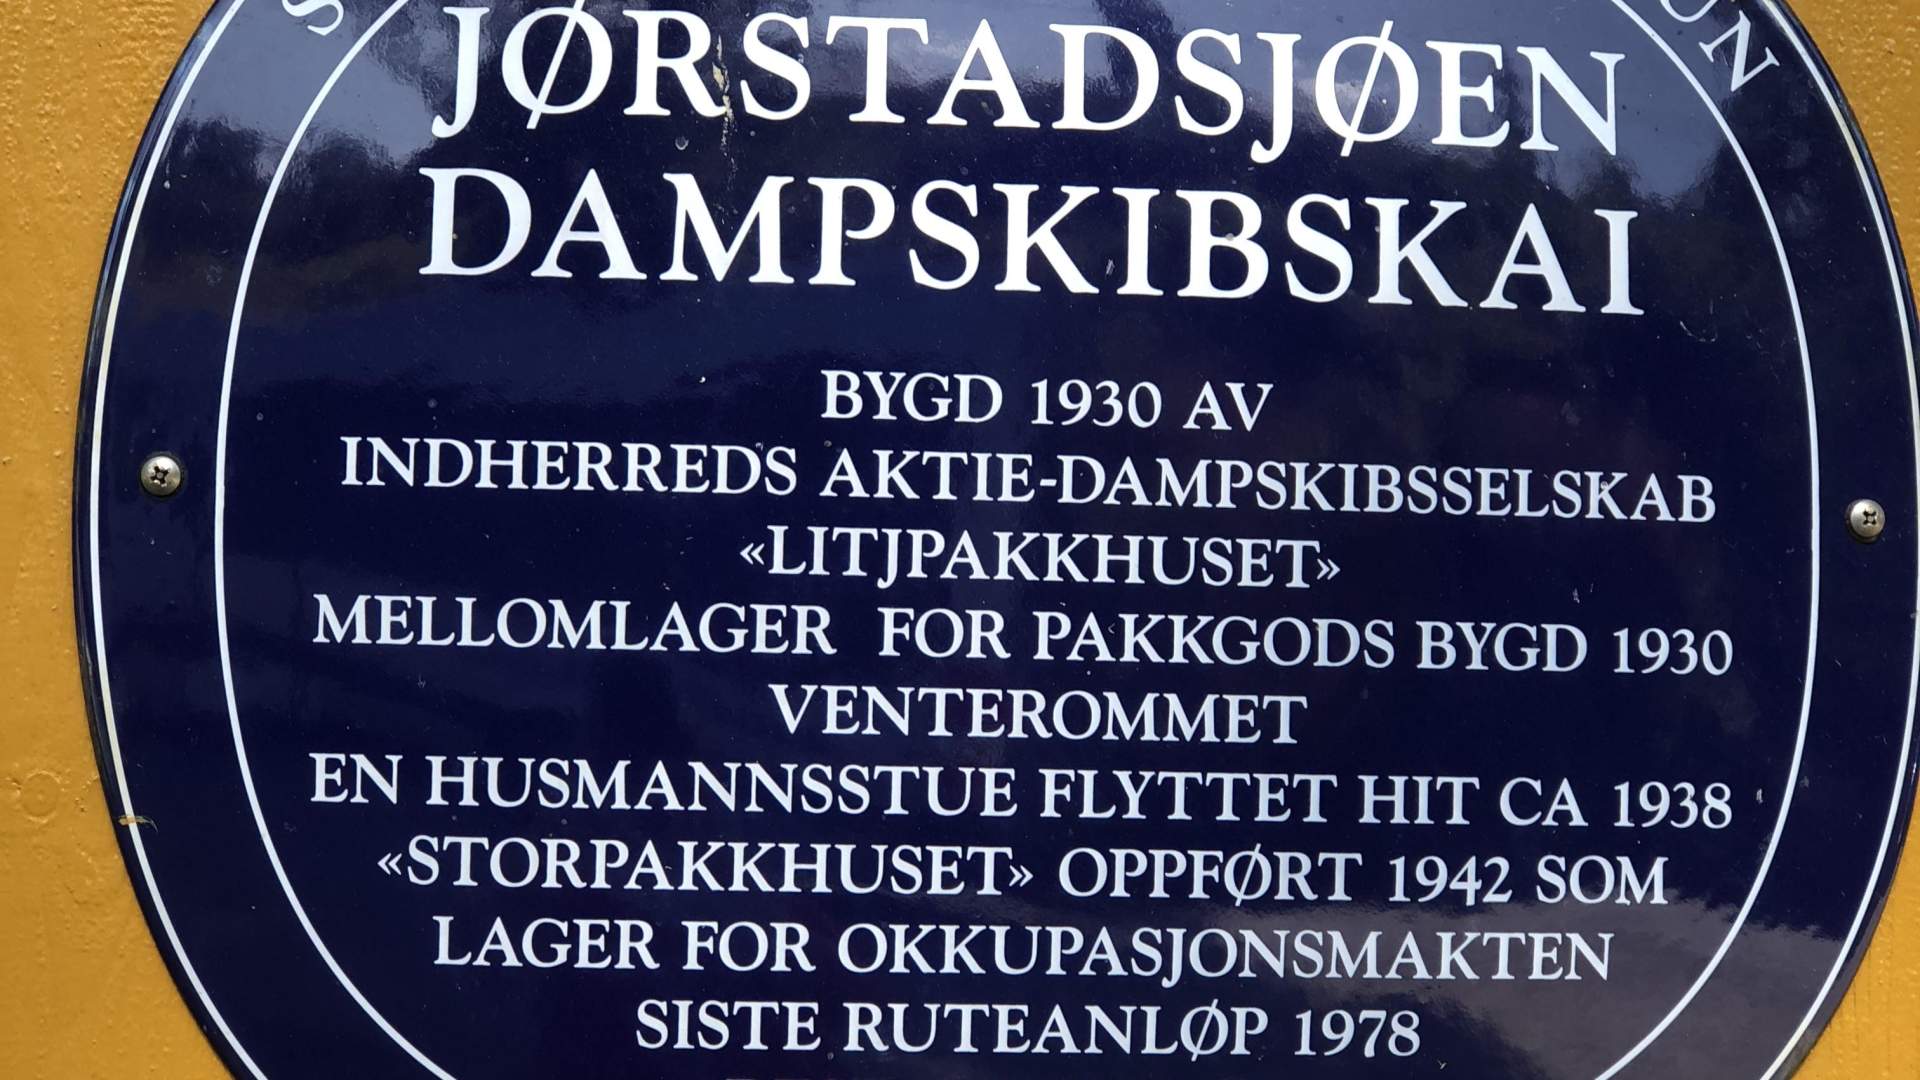 JØRSTADSJØEN
DAMPSKIBSKAI
BYGD 1930 AV
INDHERREDS AKTIE-DAMPSKIBSSELSKAB
«LITJPAKKHUSET»
MELLOMLAGER FOR PAKKGODS BYGD 1930
VENTEROMMET
EN HUSMANNSSTUE FLYTTET HIT CA 1938
«STORPAKKHUSET» OPPFØRT 1942 SOM
LAGER FOR OKKUPASJONSMAKTEN
SISTE RUTEANLØP 1978